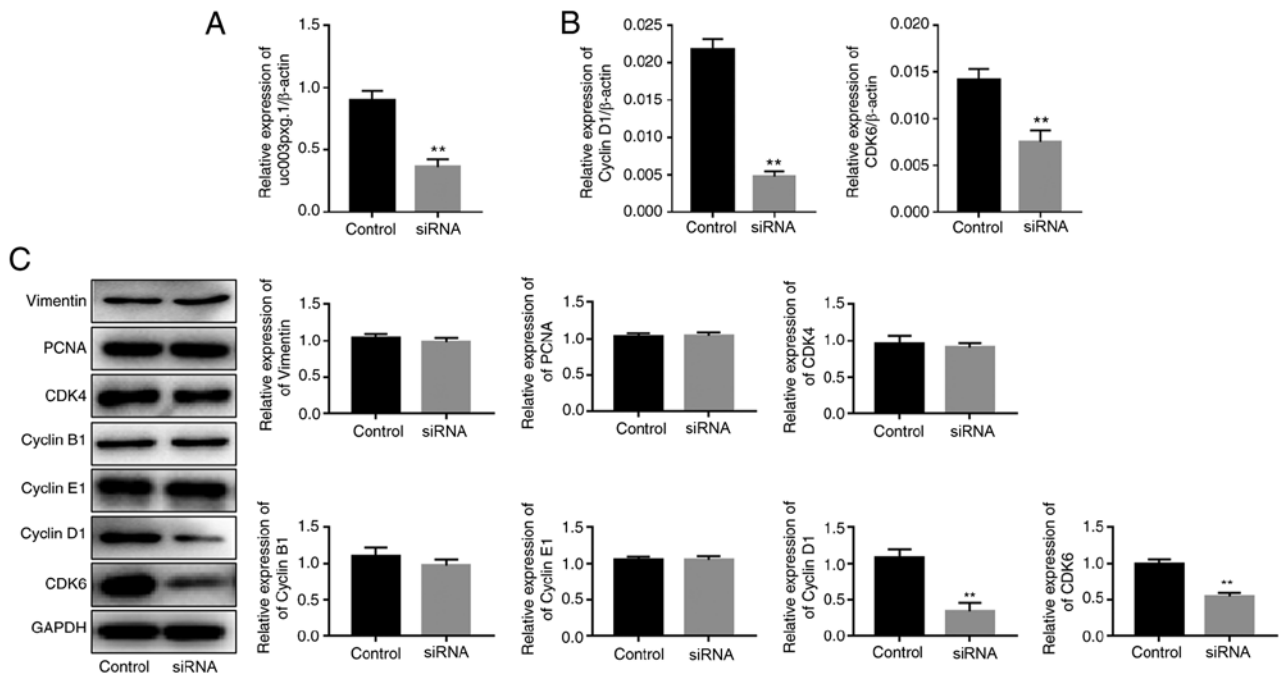 A
Relative expression of
uc003pxg.1/β-actin
1.5
1.0
0.5
0.0
**
Control
siRNA
B
Relative expression of
Cyclin D1/β-actin
0.025
0.020
0.015
0.010
0.005
0.000
**
Control
siRNA
Relative expression of
CDK6/β-actin
0.020
0.015
0.010
0.005
0.000
**
Control
siRNA
C
Vimentin
PCNA
CDK4
Cyclin B1
Cyclin E1
Cyclin D1
CDK6
GAPDH
Control
siRNA
Relative expression
of Vimentin
1.5
1.0
0.5
0.0
Control
siRNA
Relative expression of
of PCNA
1.5
1.0
0.5
0.0
Control
siRNA
Relative expression of
of CDK4
1.5
1.0
0.5
0.0
Control
siRNA
Relative expression of
of Cyclin B1
1.5
1.0
0.5
0.0
Control
siRNA
Relative expression of
of Cyclin E1
1.5
1.0
0.5
0.0
Control
siRNA
Relative expression of
of Cyclin D1
1.5
1.0
0.5
0.0
**
Control
siRNA
Relative expression of
of CDK6
1.5
1.0
0.5
0.0
**
Control
siRNA